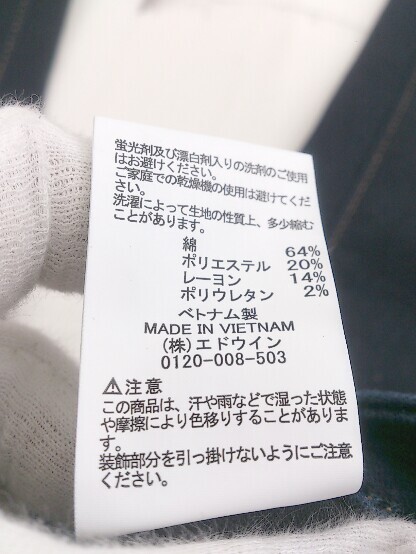 蛍光剤及び漂白剤入りの洗剤のご使用
はお避けください。
ご家庭での乾燥機の使用は避けてくだ
さい。
洗濯によって生地の性質上、多少縮む
ことがあります。
綿 64%
ポリエステル 20%
レーヨン 14%
ポリウレタン 2%
ベトナム製
MADE IN VIETNAM
(株)エドウイン
0120-008-503
⚠注意
この商品は、汗や雨などで湿った状態
や摩擦により色移りすることがありま
す。
装飾部分を引っ掛けないようにご注意
ください。